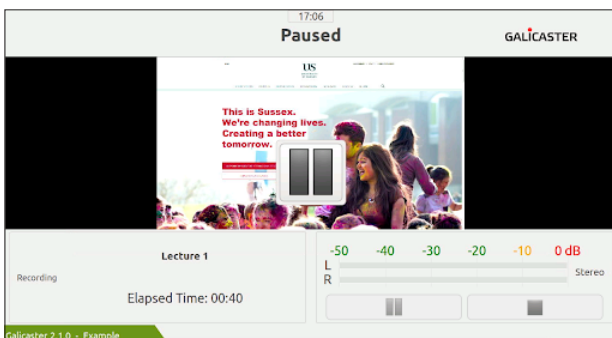 17:06
Paused
GALICASTER
US
This is Sussex.
We're changing lives.
Creating a better
tomorrow.
Lecture 1
Recording
Elapsed Time: 00:40
-50 -40 -30 -20 -10 0 dB
L
R
Stereo
Galicaster 2.1.0 - Example